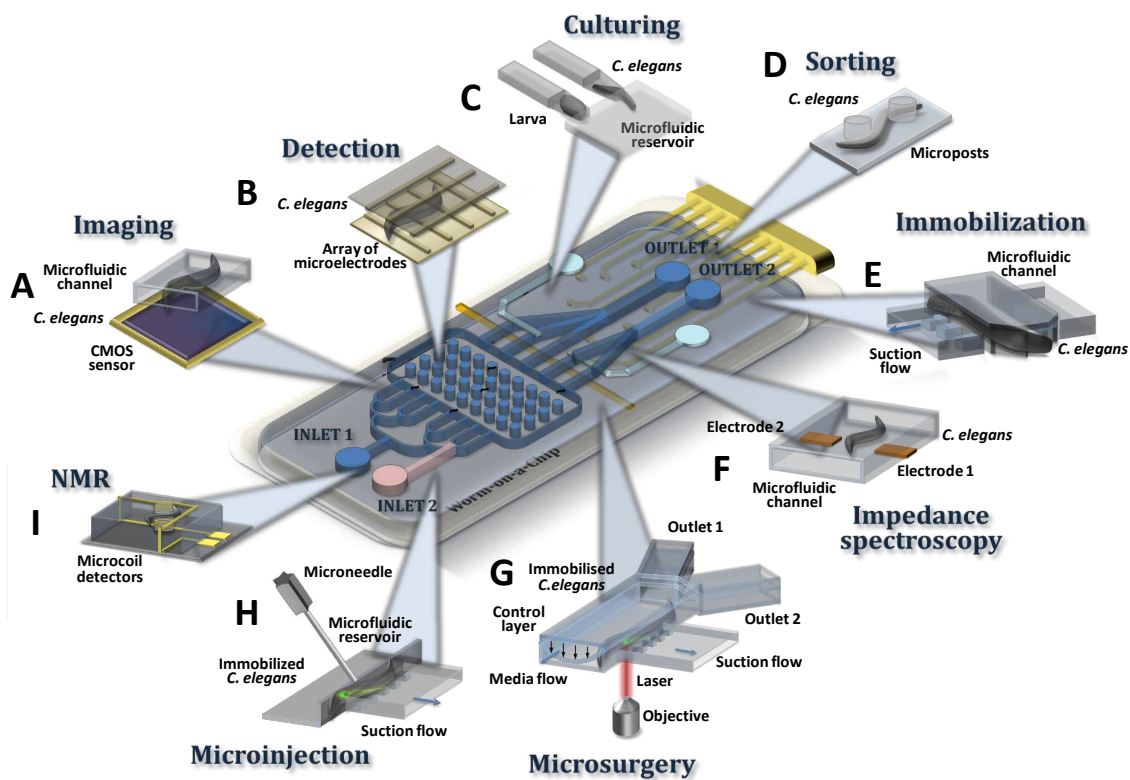 Culturing
C
C. elegans
Larva
Microfluidic
reservoir
D
Sorting
C. elegans
Microposts
Detection
B
C. elegans
Array of
microelectrodes
Imaging
A
Microfluidic
channel
C. elegans
CMOS
sensor
Immobilization
E
Microfluidic
channel
Suction
flow
C. elegans
OUTLET 1
OUTLET 2
INLET 1
INLET 2
Worm-on-a-Chip
Electrode 2
C. elegans
F
Electrode 1
Microfluidic
channel
Impedance
spectroscopy
NMR
I
Microcoil
detectors
H
Microneedle
Microfluidic
reservoir
Immobilized
C. elegans
Suction flow
Microinjection
G
Outlet 1
Immobilised
C.elegans
Control
layer
Outlet 2
Media flow
Suction flow
Laser
Objective
Microsurgery